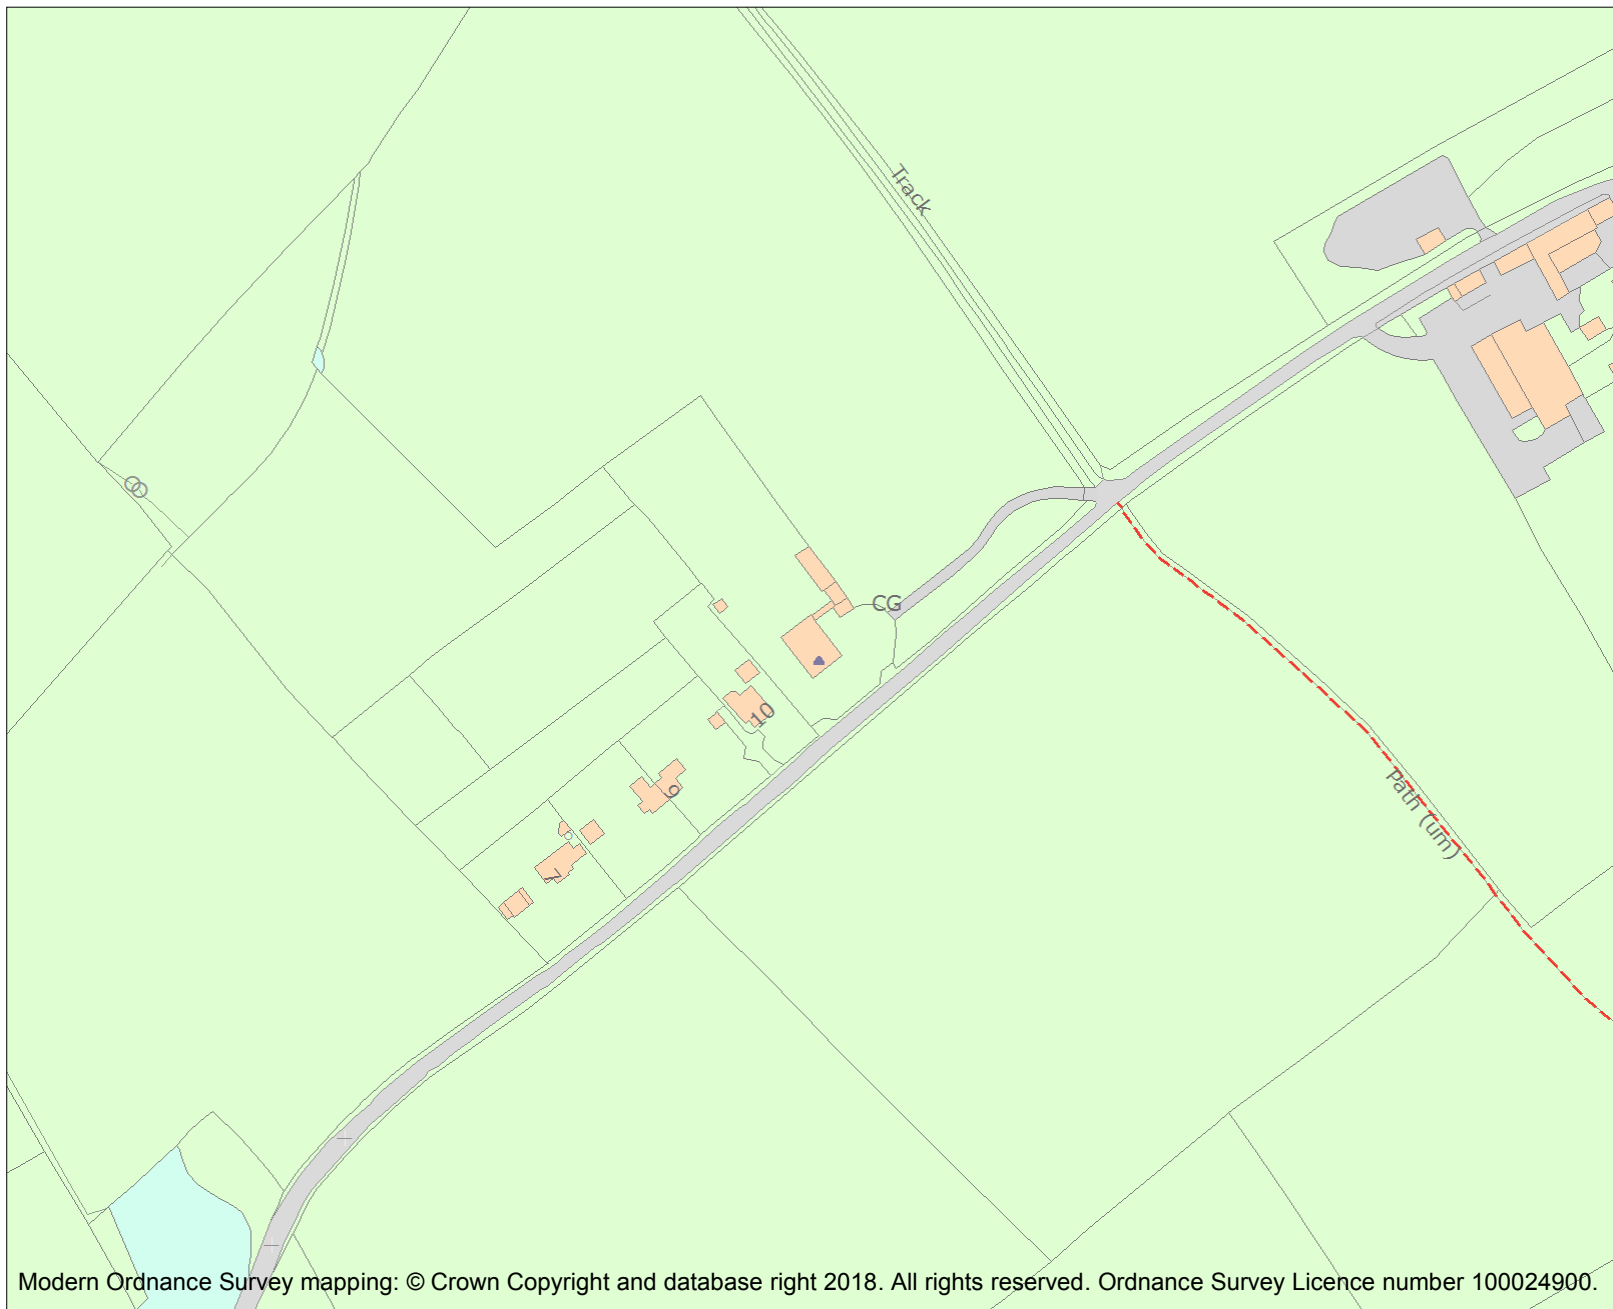 Track
CG
10
9
7
Path (um)
Modern Ordnance Survey mapping: © Crown Copyright and database right 2018. All rights reserved. Ordnance Survey Licence number 100024900.